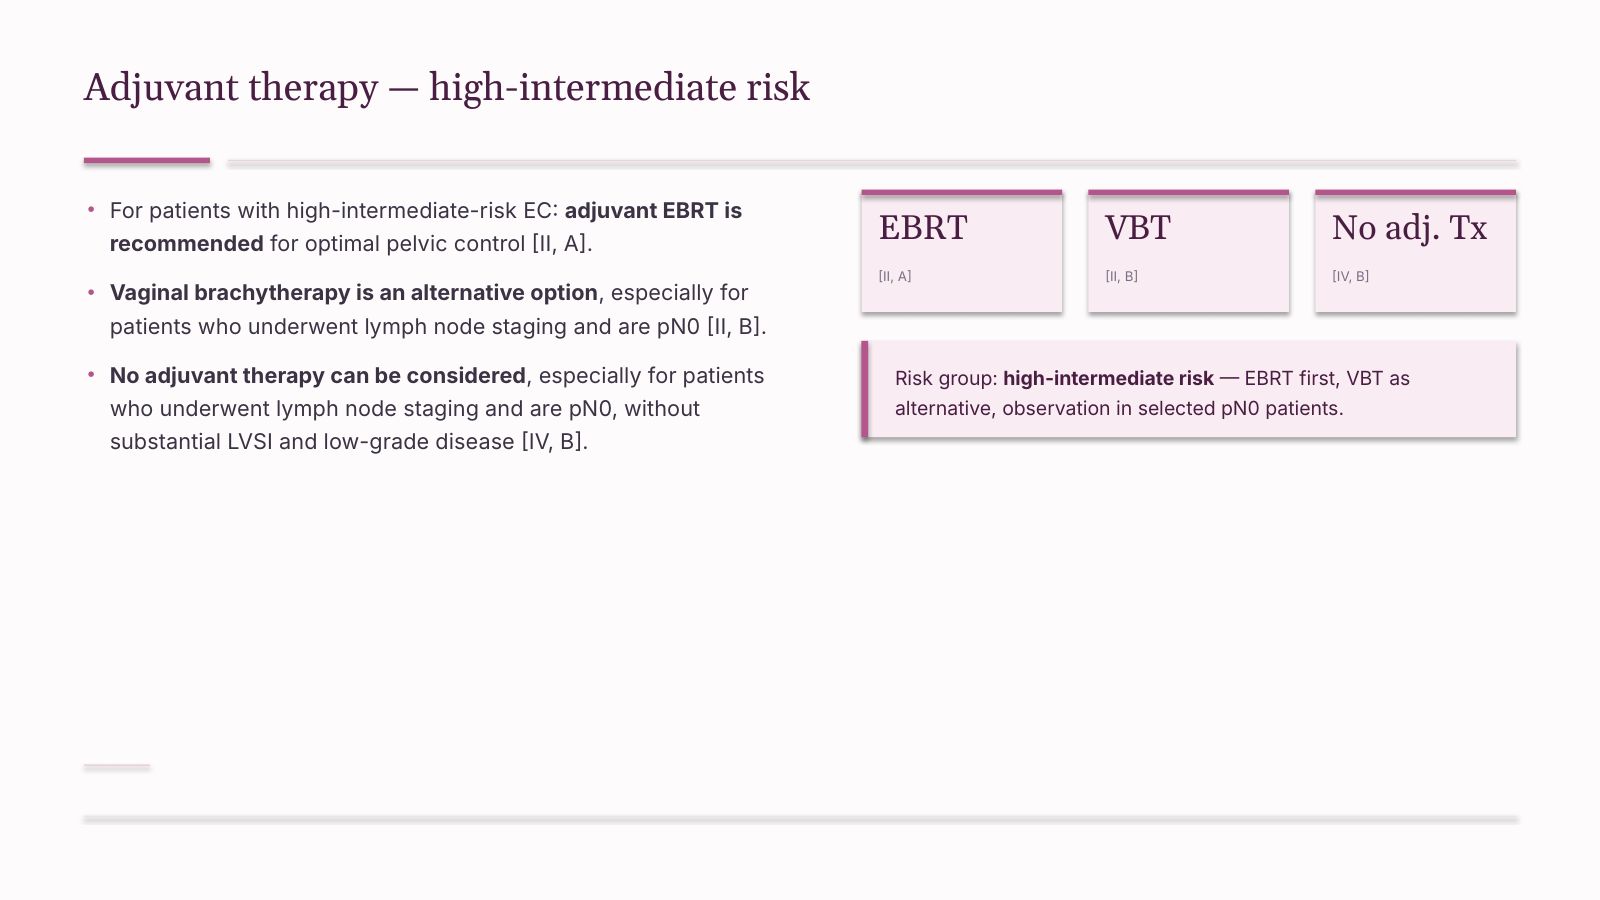 Adjuvant therapy — high-intermediate risk
• For patients with high-intermediate-risk EC: adjuvant EBRT is
recommended for optimal pelvic control [II, A].
• Vaginal brachytherapy is an alternative option, especially for
patients who underwent lymph node staging and are pN0 [II, B].
• No adjuvant therapy can be considered, especially for patients
who underwent lymph node staging and are pN0, without
substantial LVSI and low-grade disease [IV, B].
EBRT
[II, A]
VBT
[II, B]
No adj. Tx
[IV, B]
Risk group: high-intermediate risk — EBRT first, VBT as
alternative, observation in selected pN0 patients.